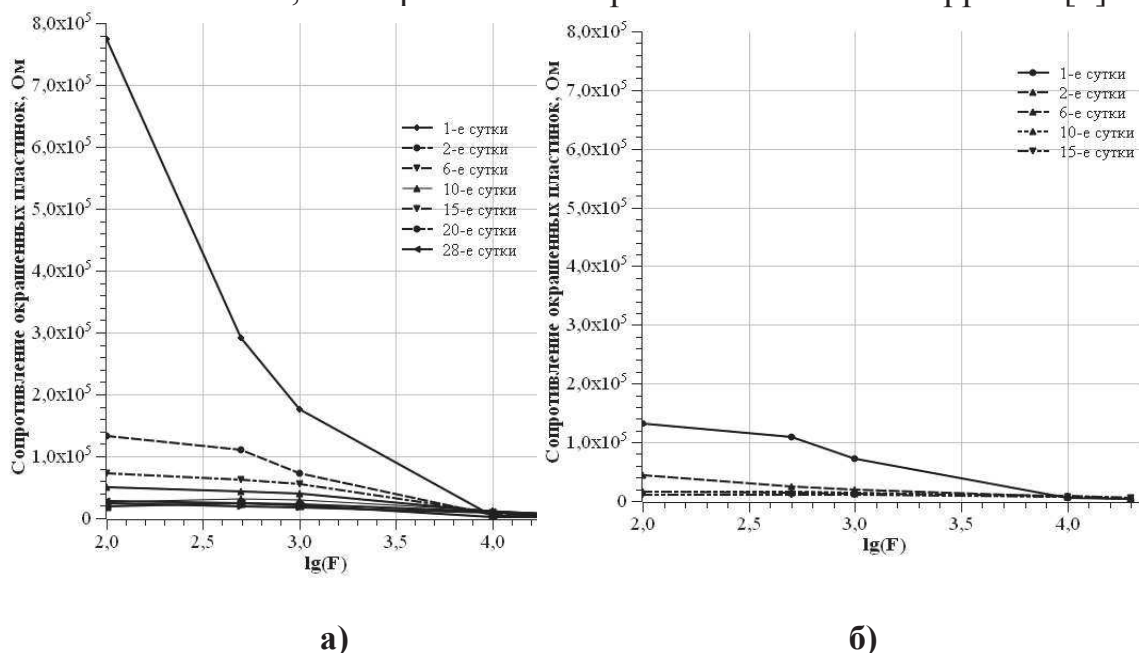 8,0x10⁵
7,0x10⁵
6,0x10⁵
5,0x10⁵
4,0x10⁵
3,0x10⁵
2,0x10⁵
1,0x10⁵
0
Сопротивление окрашенных пластинок, Ом
1-е сутки
2-е сутки
6-е сутки
10-е сутки
15-е сутки
20-е сутки
28-е сутки
2,0 2,5 3,0 3,5 4,0
lg(F)
а)
8,0x10⁵
7,0x10⁵
6,0x10⁵
5,0x10⁵
4,0x10⁵
3,0x10⁵
2,0x10⁵
1,0x10⁵
0
Сопротивление окрашенных пластинок, Ом
1-е сутки
2-е сутки
6-е сутки
10-е сутки
15-е сутки
2,0 2,5 3,0 3,5 4,0
lg(F)
б)